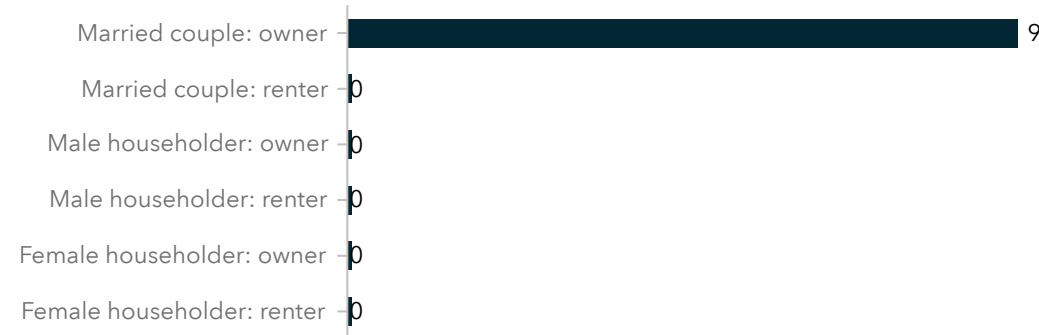 Married couple: owner 9
Married couple: renter 0
Male householder: owner 0
Male householder: renter 0
Female householder: owner 0
Female householder: renter 0